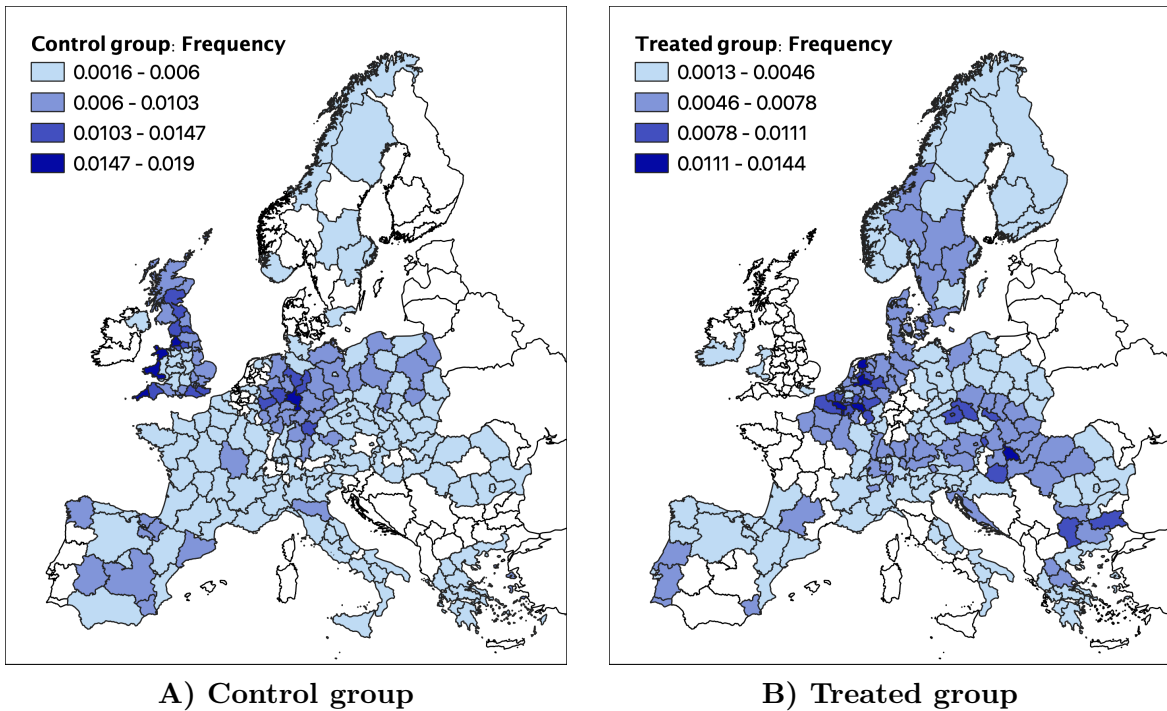 Control group: Frequency
0.0016 - 0.006
0.006 - 0.0103
0.0103 - 0.0147
0.0147 - 0.019
Treated group: Frequency
0.0013 - 0.0046
0.0046 - 0.0078
0.0078 - 0.0111
0.0111 - 0.0144
A) Control group
B) Treated group